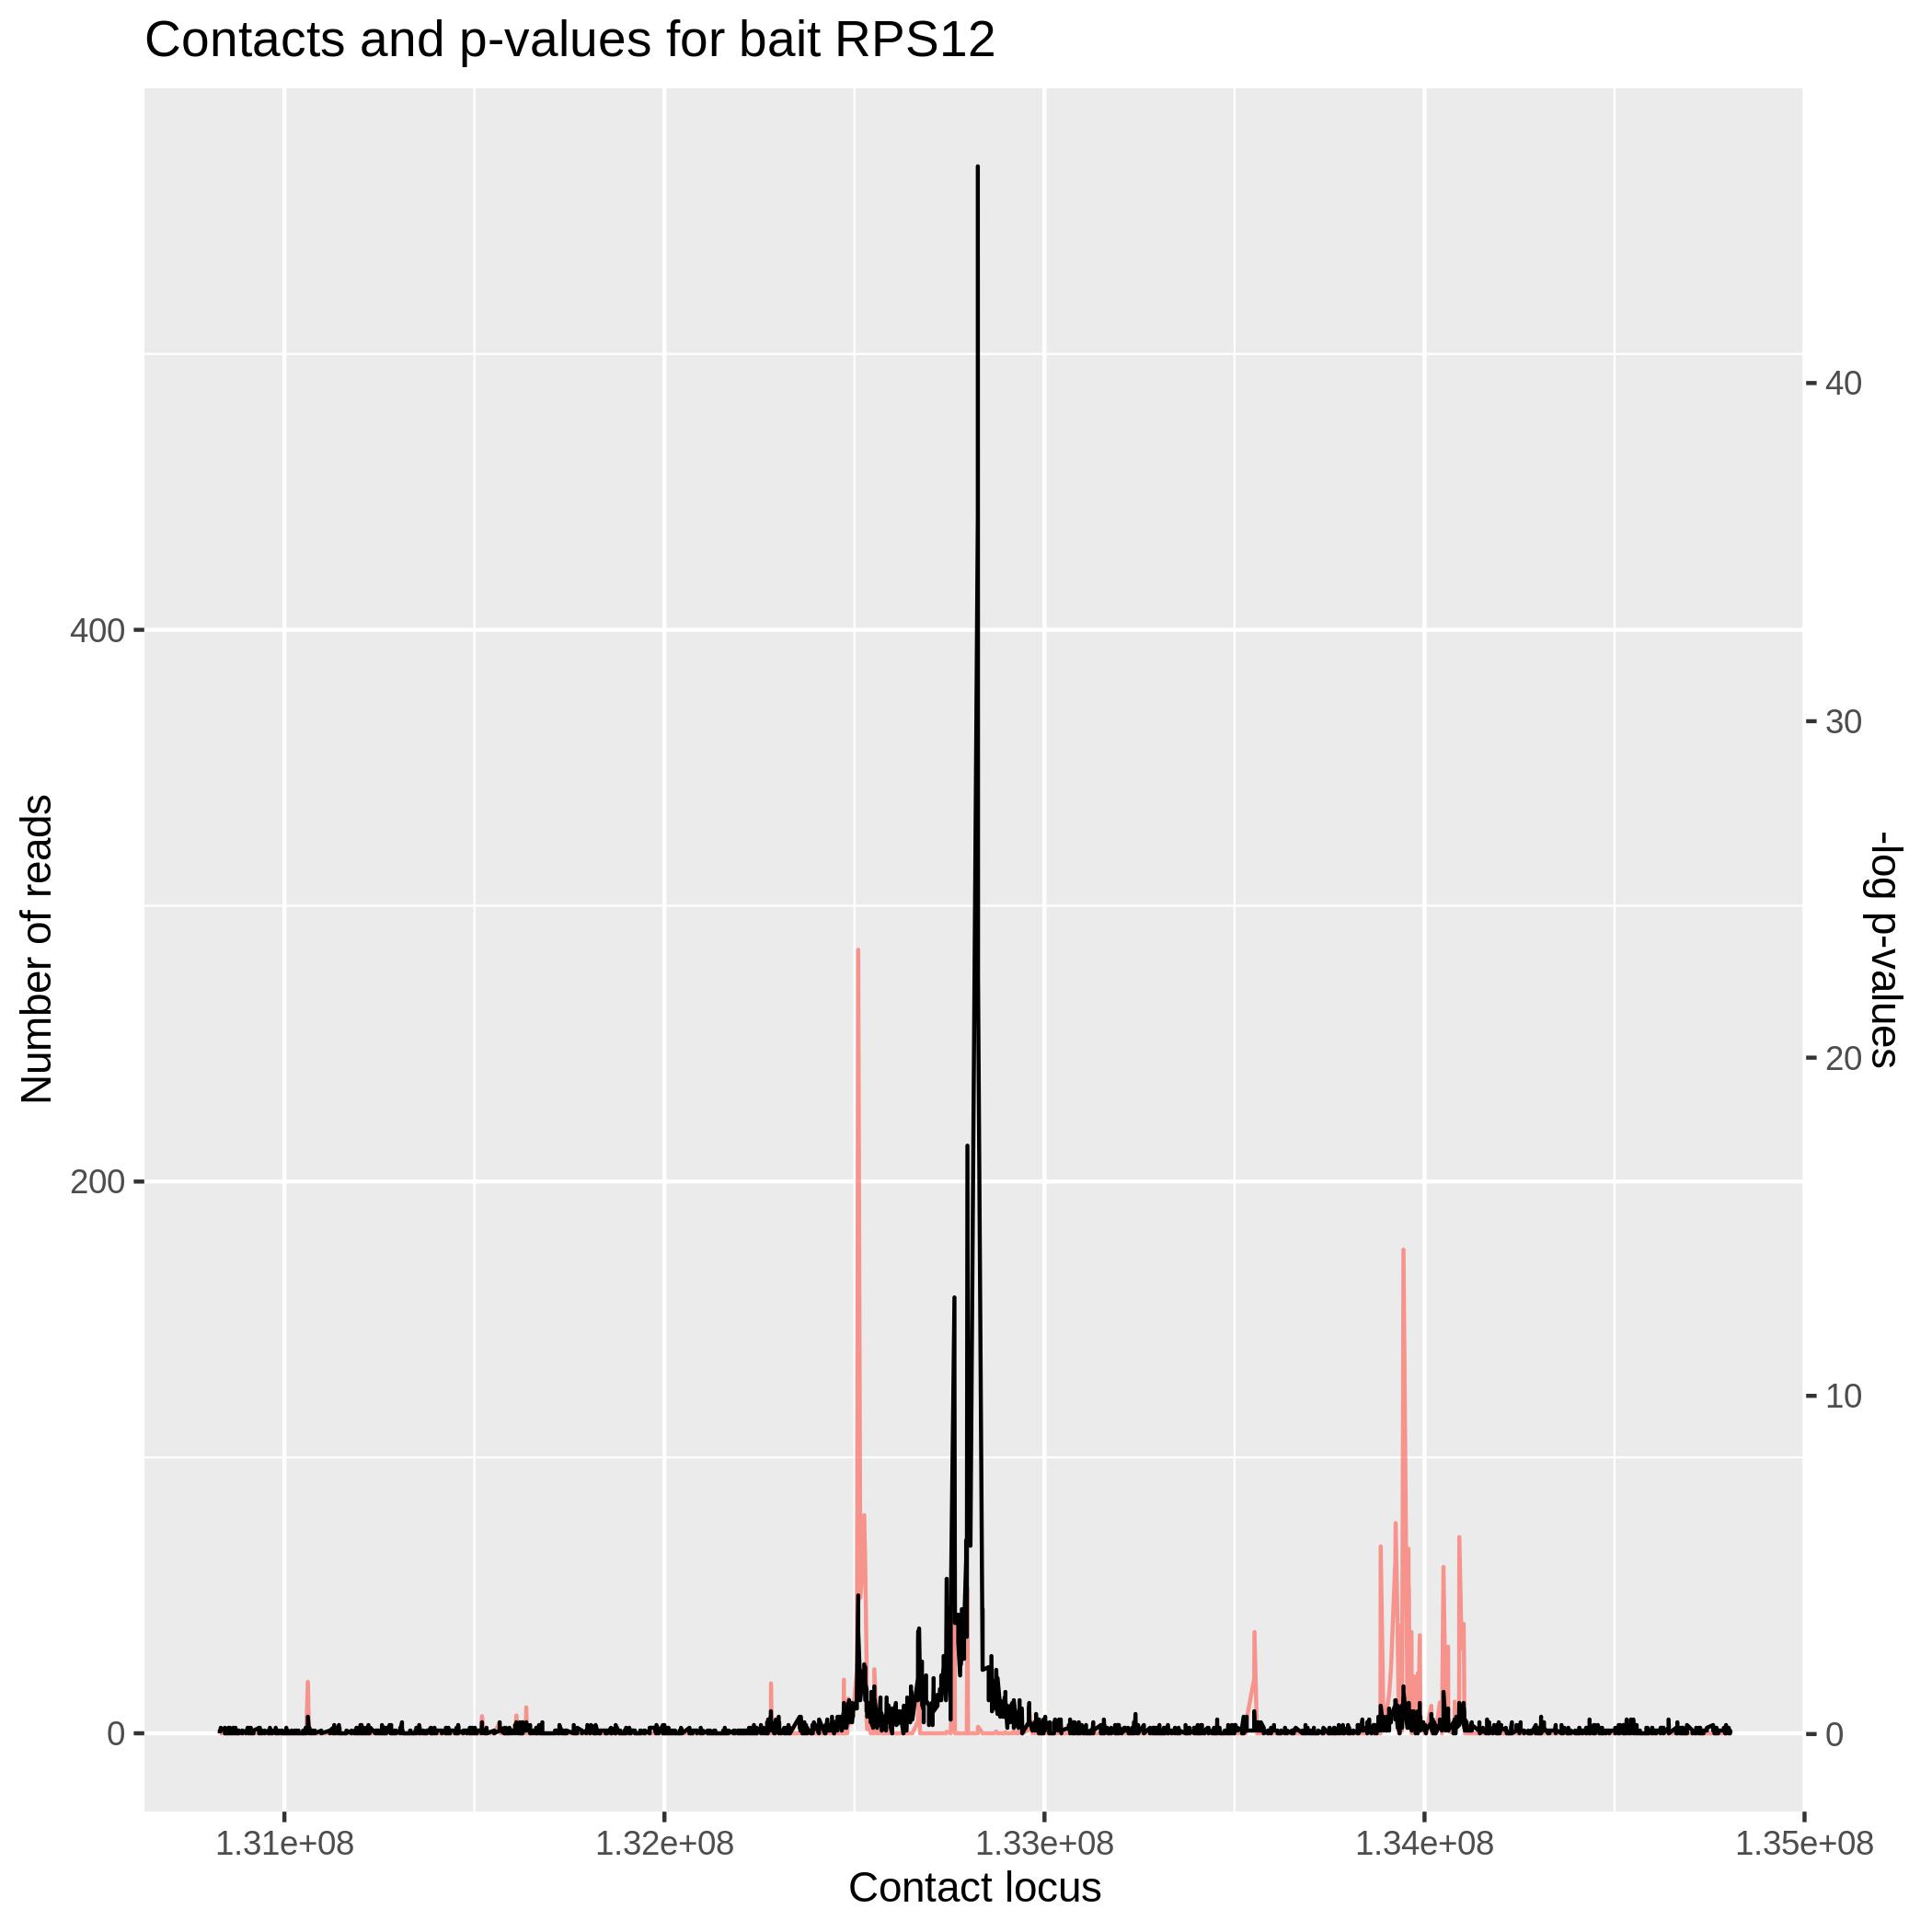 Contacts and p-values for bait RPS12
Number of reads
400
200
0
40
30
20
10
0
-log p-values
1.31e+08
1.32e+08
1.33e+08
1.34e+08
1.35e+08
Contact locus